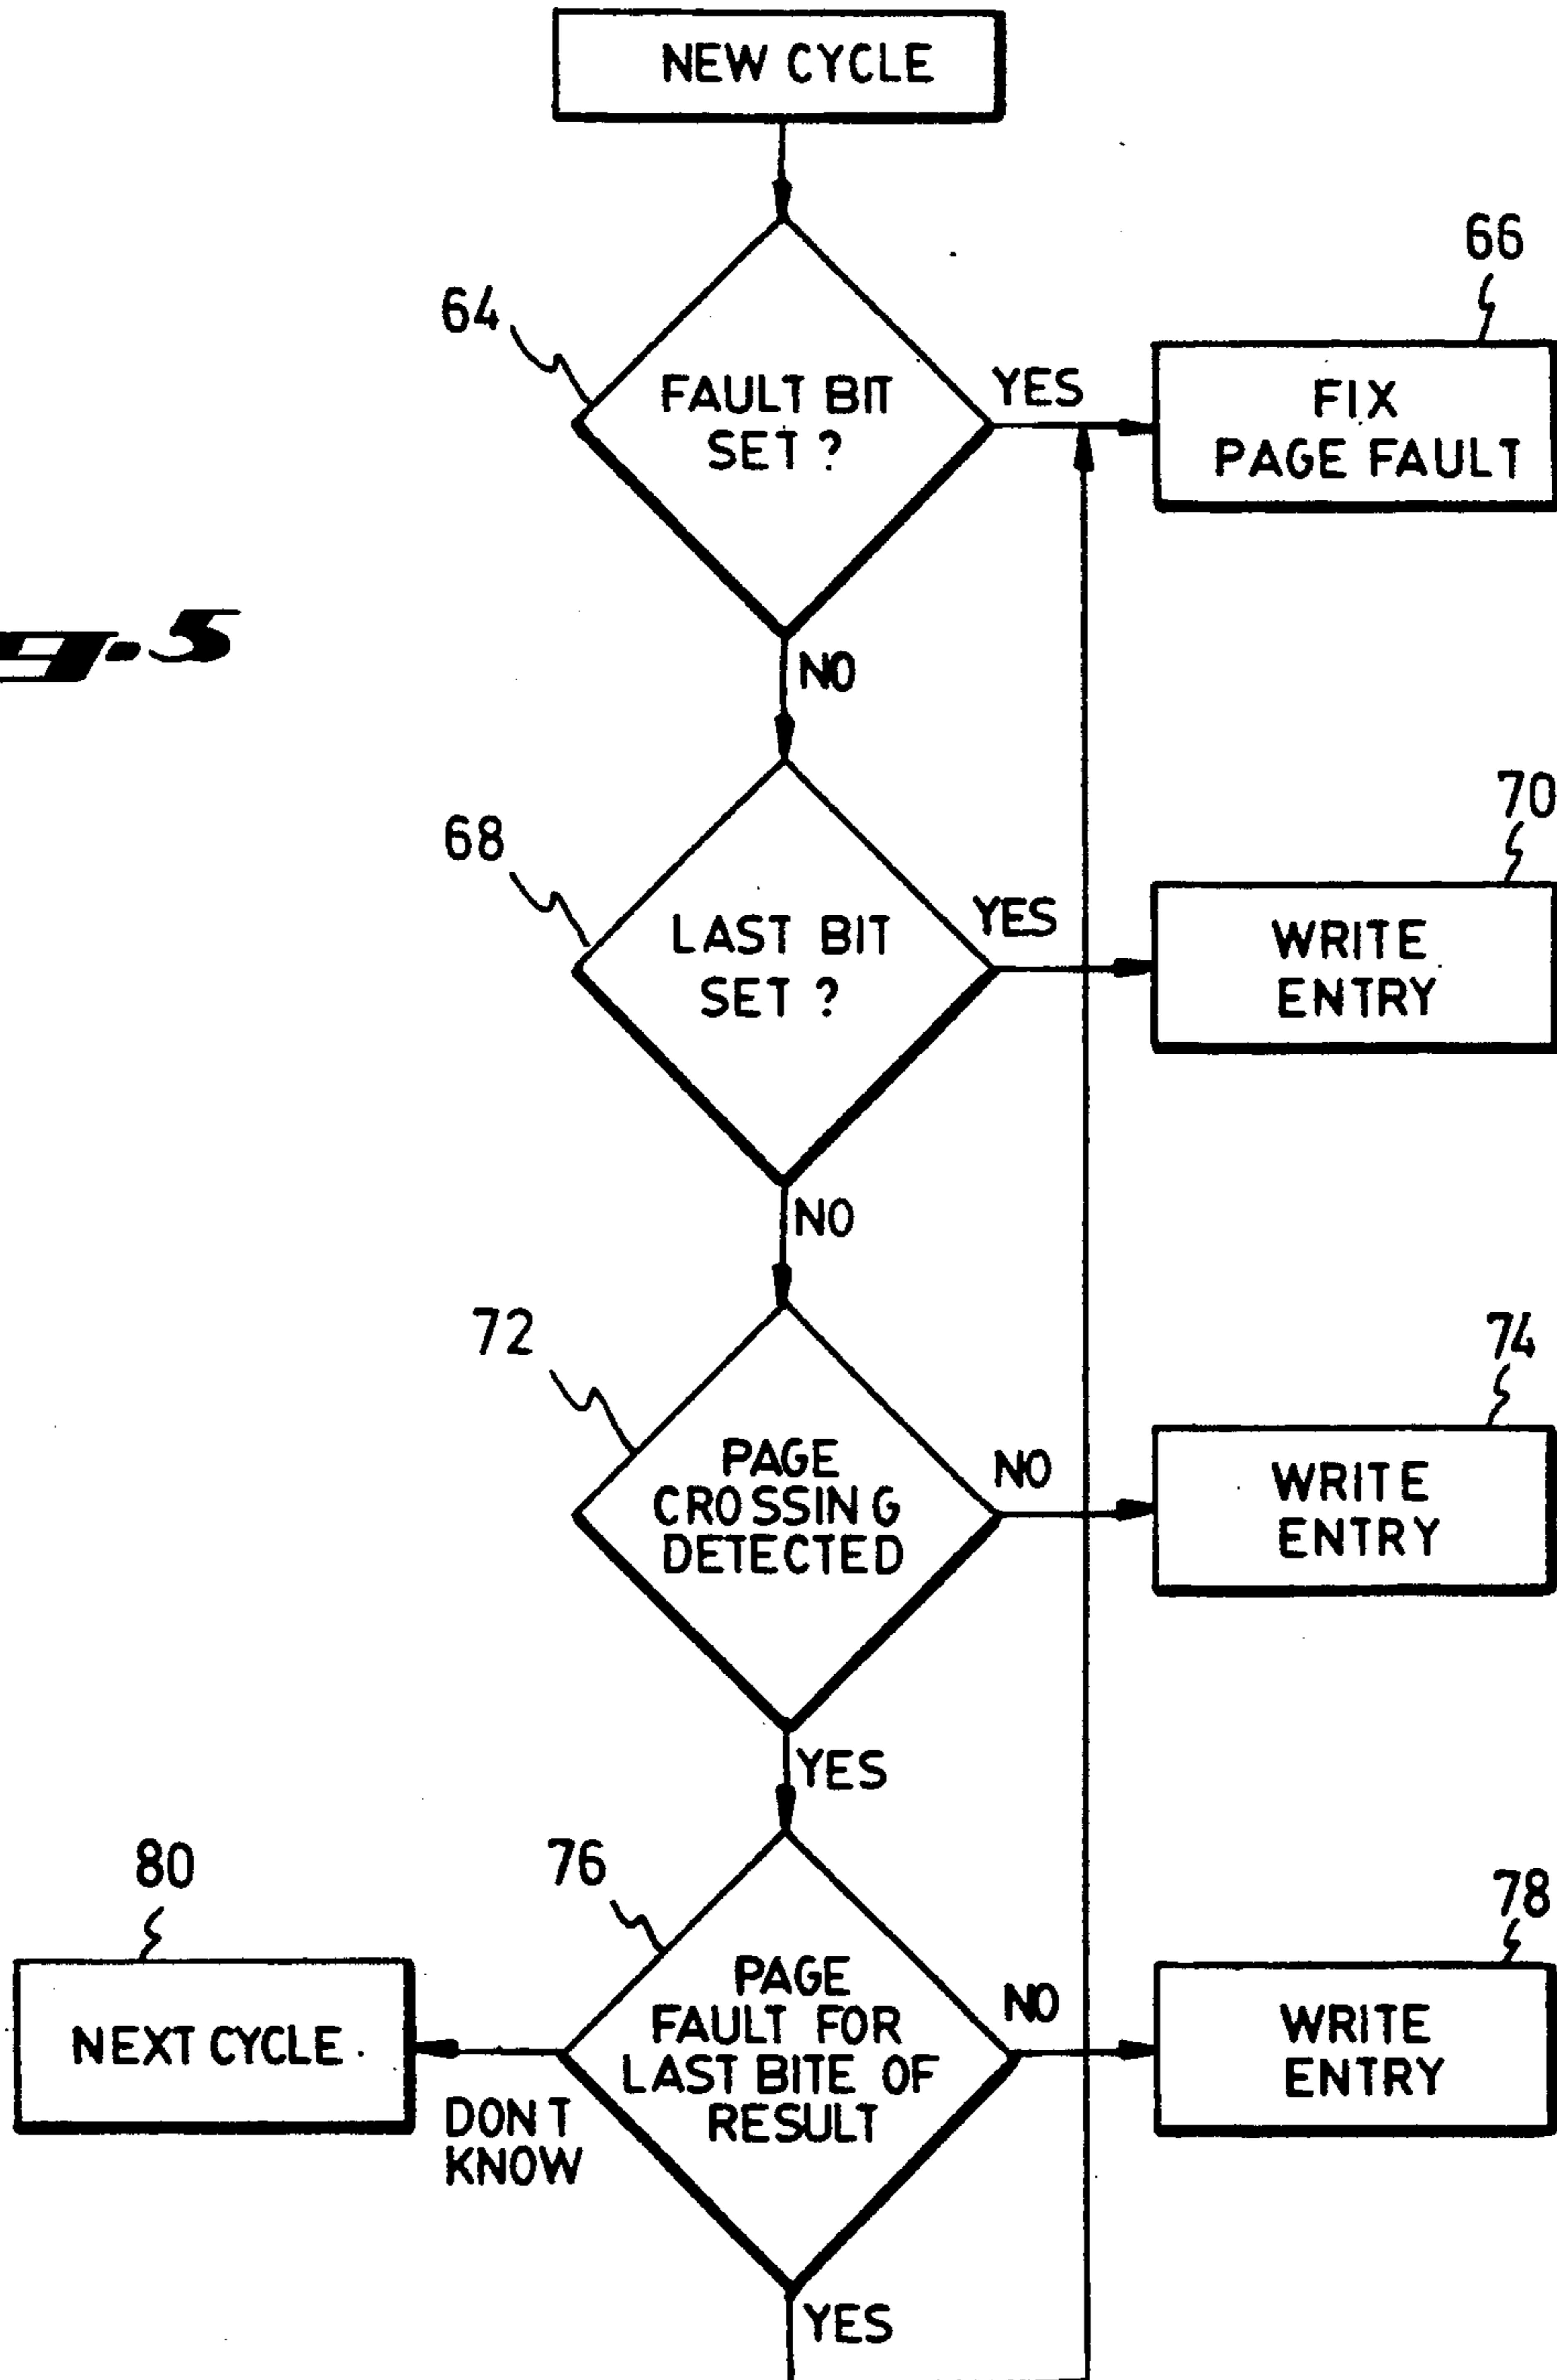 NEW CYCLE
66
64
FAULT BIT
SET ?
YES
FIX
PAGE FAULT
g.5
NO
70
68
LAST BIT
SET ?
YES
WRITE
ENTRY
NO
74
72
PAGE
CROSSING
DETECTED
NO
WRITE
ENTRY
YES
80
76
78
NEXT CYCLE
DON T
KNOW
PAGE
FAULT FOR
LAST BITE OF
RESULT
NO
WRITE
ENTRY
YES